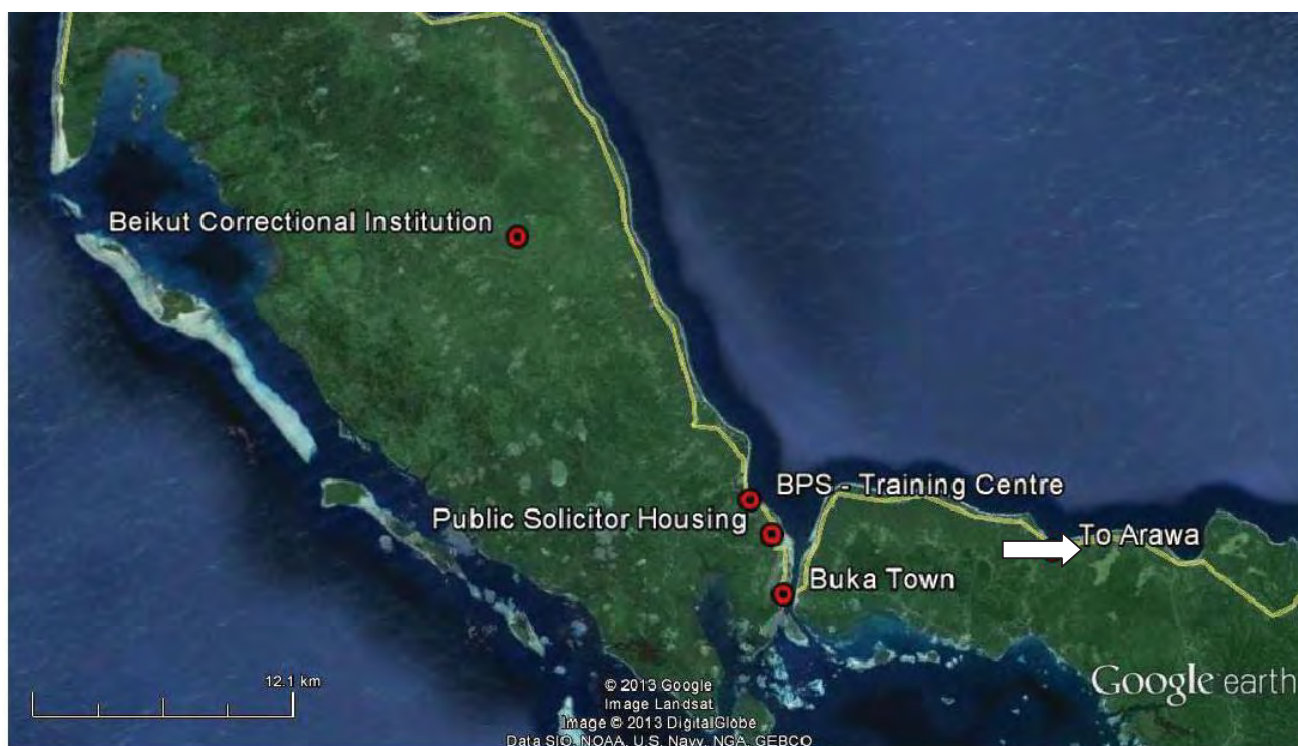 Beikut Correctional Institution
BPS - Training Centre
Public Solicitor Housing
To Arawa
Buka Town
12.1 km
© 2013 Google
Image Landsat
Image © 2013 DigitalGlobe
Data SIO, NOAA, U.S. Navy, NGA, GEBCO
Google earth